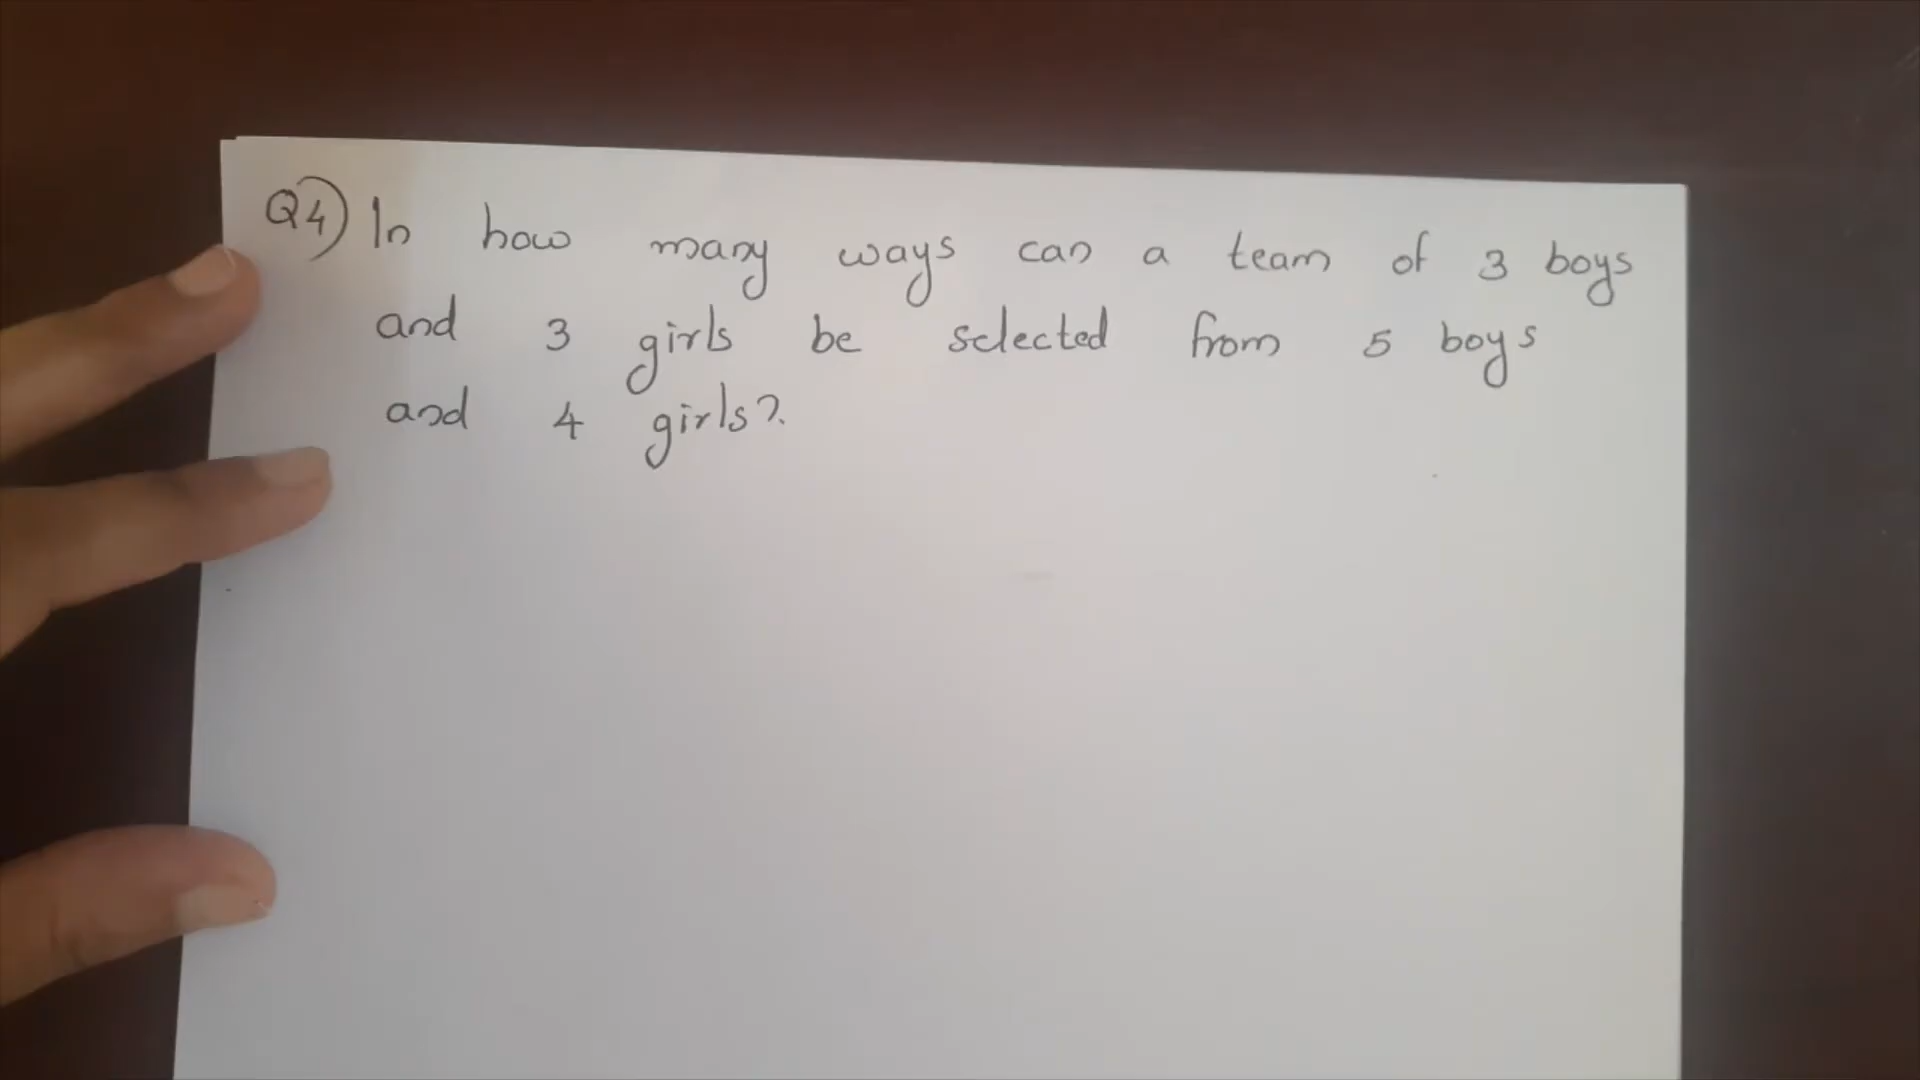 Q4) In how many ways can a team of 3 boys
and 3 girls be selected from 5 boys
and 4 girls?